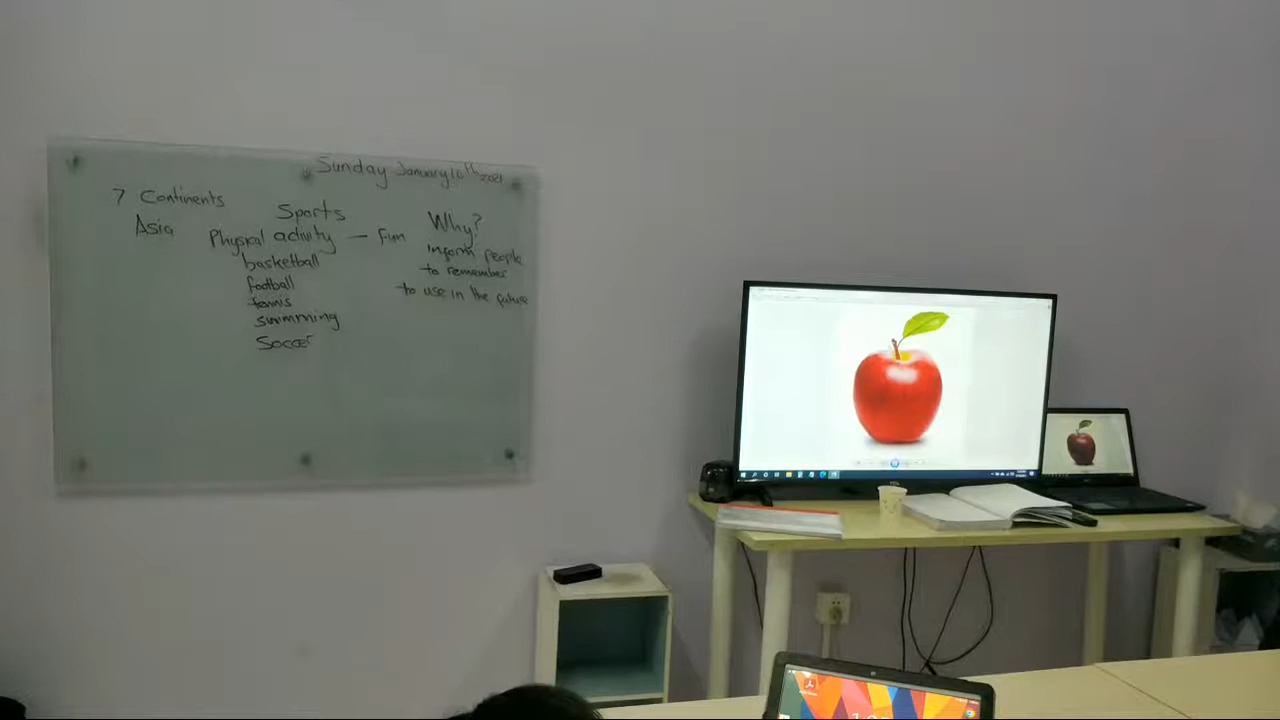 Sunday January 10th 2021
7 Continents
Asia
Sports
Physical activity — Fun
basketball
football
tennis
swimming
Soccer
Why?
inform people
to remember
to use in the future